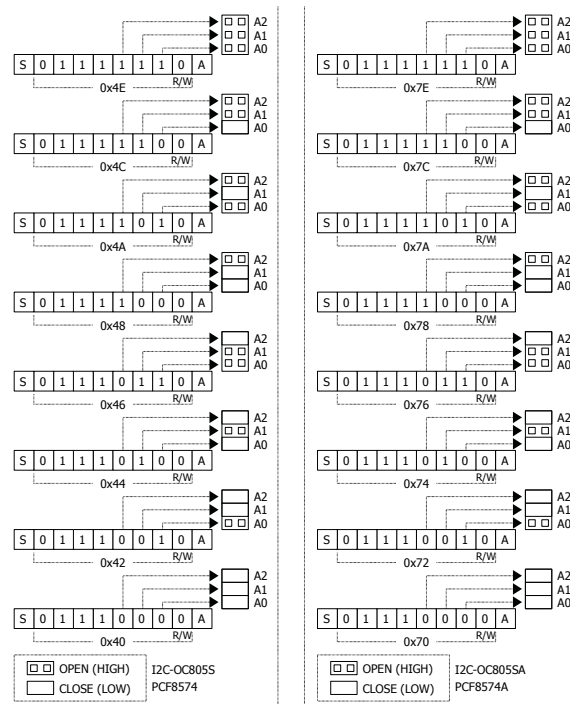 A2
A1
A0
S 0 1 1 1 1 1 1 0 A
R/W
0x4E
A2
A1
A0
S 0 1 1 1 1 1 0 0 A
R/W
0x4C
A2
A1
A0
S 0 1 1 1 1 0 1 0 A
R/W
0x4A
A2
A1
A0
S 0 1 1 1 1 0 0 0 A
R/W
0x48
A2
A1
A0
S 0 1 1 1 0 1 1 0 A
R/W
0x46
A2
A1
A0
S 0 1 1 1 0 1 0 0 A
R/W
0x44
A2
A1
A0
S 0 1 1 1 0 0 1 0 A
R/W
0x42
A2
A1
A0
S 0 1 1 1 0 0 0 0 A
R/W
0x40
OPEN (HIGH) I2C-OC805S
CLOSE (LOW) PCF8574
A2
A1
A0
S 0 1 1 1 1 1 1 0 A
R/W
0x7E
A2
A1
A0
S 0 1 1 1 1 1 0 0 A
R/W
0x7C
A2
A1
A0
S 0 1 1 1 1 0 1 0 A
R/W
0x7A
A2
A1
A0
S 0 1 1 1 1 0 0 0 A
R/W
0x78
A2
A1
A0
S 0 1 1 1 0 1 1 0 A
R/W
0x76
A2
A1
A0
S 0 1 1 1 0 1 0 0 A
R/W
0x74
A2
A1
A0
S 0 1 1 1 0 0 1 0 A
R/W
0x72
A2
A1
A0
S 0 1 1 1 0 0 0 0 A
R/W
0x70
OPEN (HIGH) I2C-OC805SA
CLOSE (LOW) PCF8574A